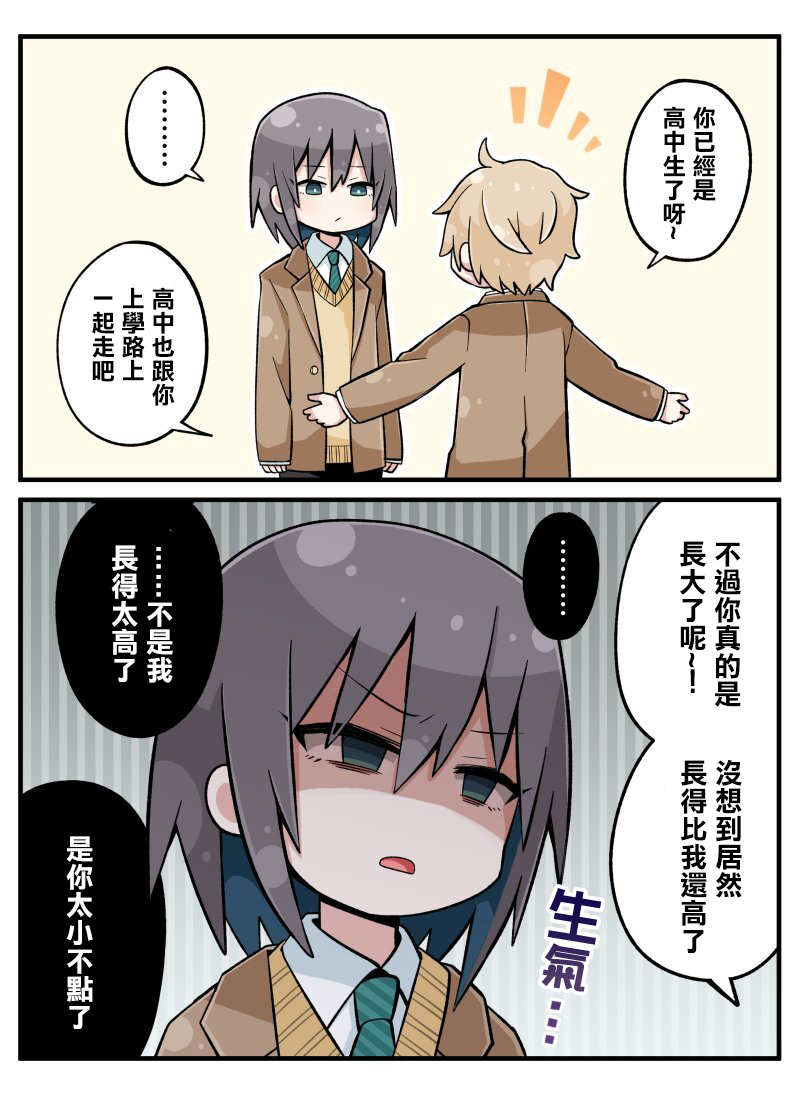 你已經是
高中生了呀~
高中也跟你
上學路上
一起走吧
………
不過你真的是
長大了呢~!
沒想到居然
長得比我還高了
………
……不是我
長得太高了
是你太小不點了
生氣…